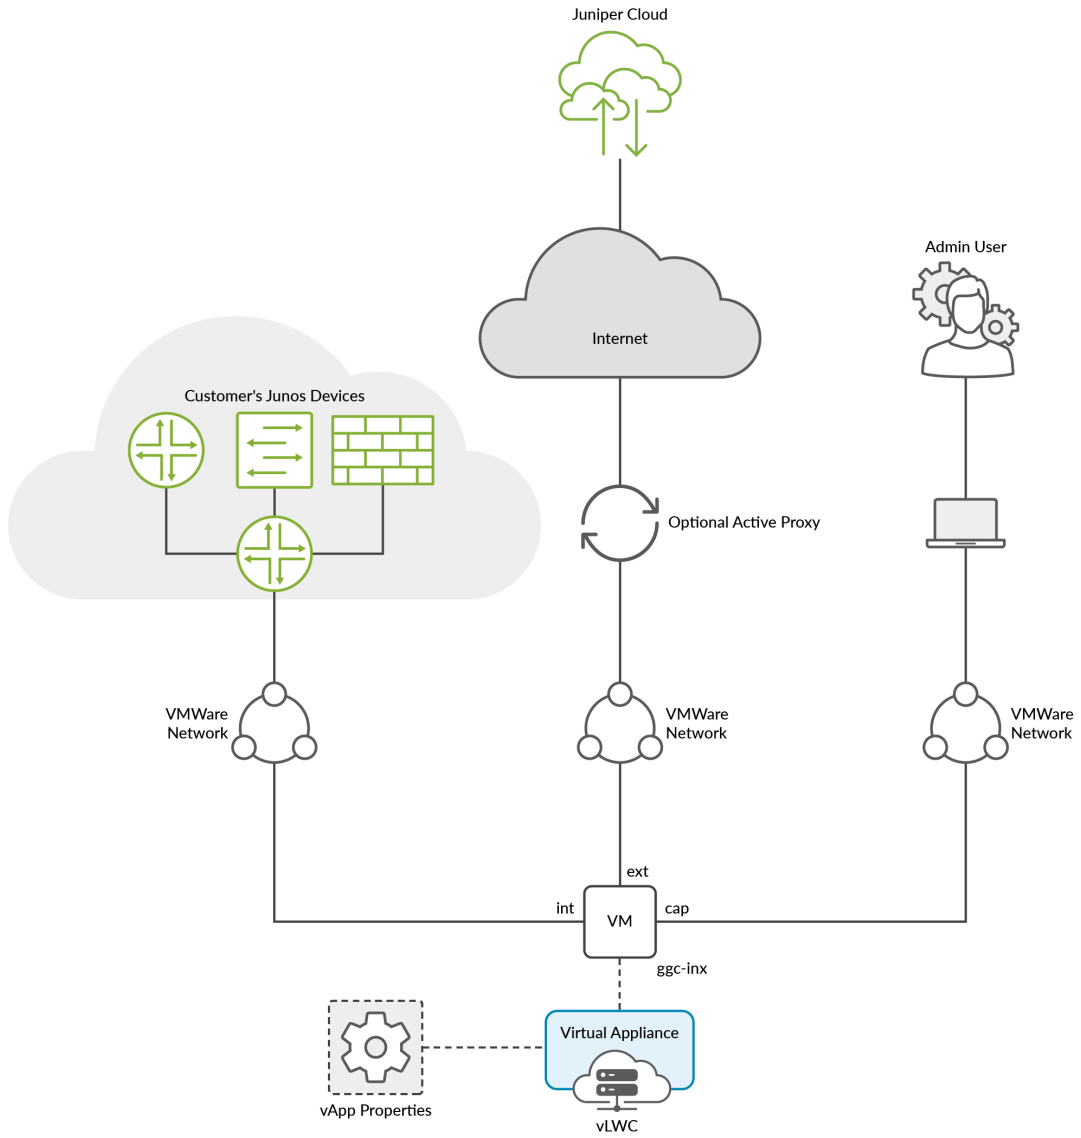 Juniper Cloud
Admin User
Internet
Customer's Junos Devices
Optional Active Proxy
VMWare
Network
VMWare
Network
VMWare
Network
ext
int
VM
cap
ggc-inx
Virtual Appliance
vApp Properties
vLWC